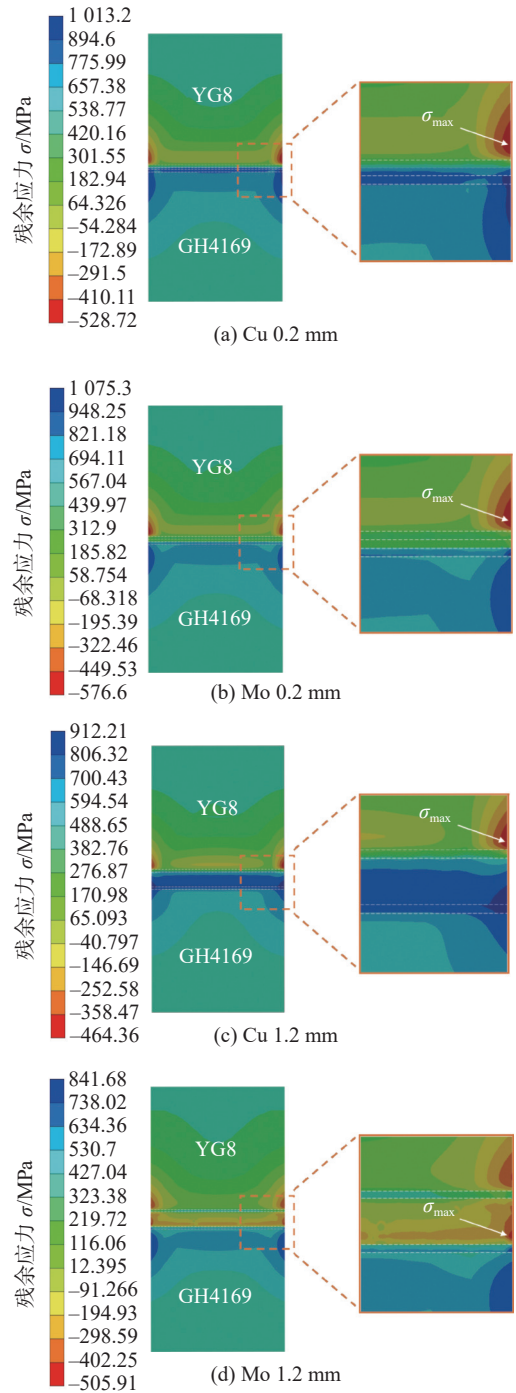 残余应力 σ/MPa
1 013.2
894.6
775.99
657.38
538.77
420.16
301.55
182.94
64.326
–54.284
–172.89
–291.5
–410.11
–528.72
YG8
GH4169
σmax
(a) Cu 0.2 mm
残余应力 σ/MPa
1 075.3
948.25
821.18
694.11
567.04
439.97
312.9
185.82
58.754
–68.318
–195.39
–322.46
–449.53
–576.6
YG8
GH4169
σmax
(b) Mo 0.2 mm
残余应力 σ/MPa
912.21
806.32
700.43
594.54
488.65
382.76
276.87
170.98
65.093
–40.797
–146.69
–252.58
–358.47
–464.36
YG8
GH4169
σmax
(c) Cu 1.2 mm
残余应力 σ/MPa
841.68
738.02
634.36
530.7
427.04
323.38
219.72
116.06
12.395
–91.266
–194.93
–298.59
–402.25
–505.91
YG8
GH4169
σmax
(d) Mo 1.2 mm